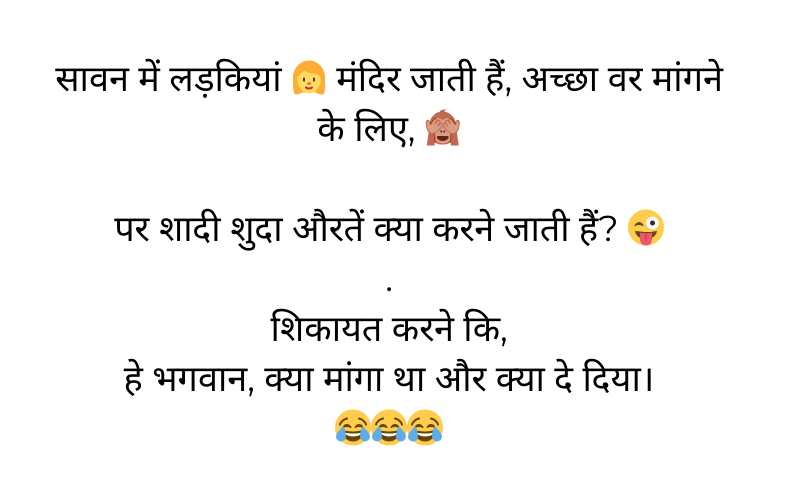 सावन में लड़कियां 👩 मंदिर जाती हैं, अच्छा वर मांगने
के लिए, 🙈
पर शादी शुदा औरतें क्या करने जाती हैं? 😜
.
शिकायत करने कि,
हे भगवान, क्या मांगा था और क्या दे दिया।
😂😂😂